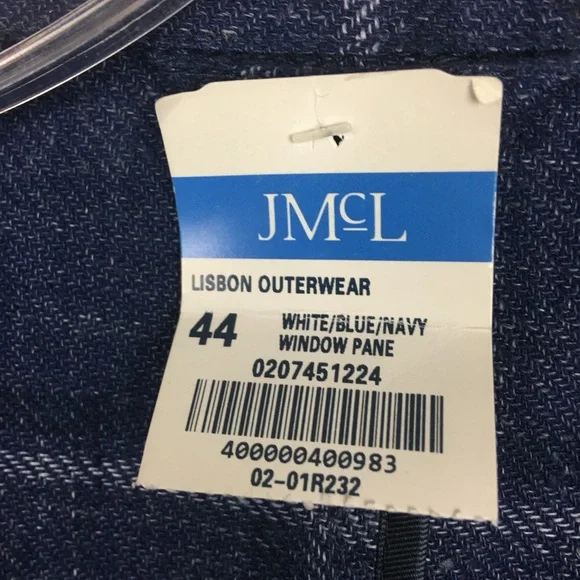 JMCL
LISBON OUTERWEAR
44 WHITE/BLUE/NAVY
WINDOW PANE
0207451224
400000400983
02-01R232